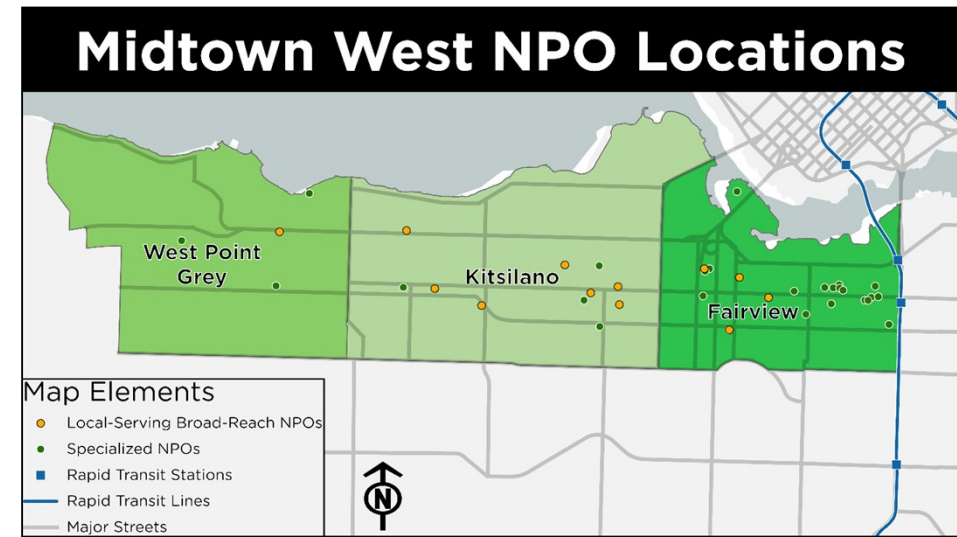 Midtown West NPO Locations
West Point
Grey
Kitsilano
Fairview
Map Elements
Local-Serving Broad-Reach NPOs
Specialized NPOs
Rapid Transit Stations
Rapid Transit Lines
Major Streets
N